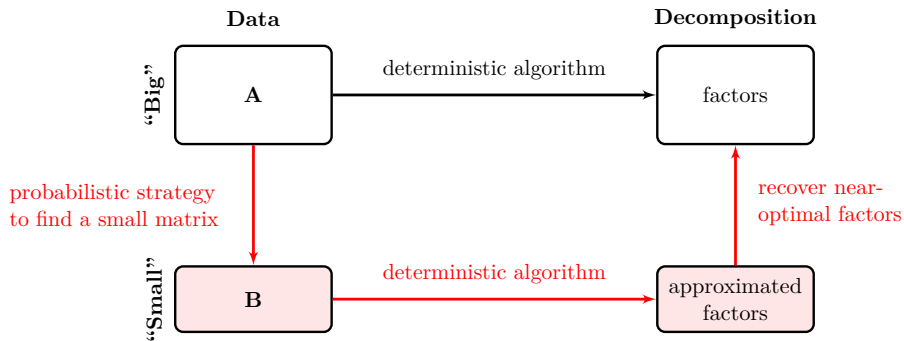 Data
Decomposition
“Big”
A
deterministic algorithm
factors
probabilistic strategy
to find a small matrix
recover near-
optimal factors
“Small”
B
deterministic algorithm
approximated
factors